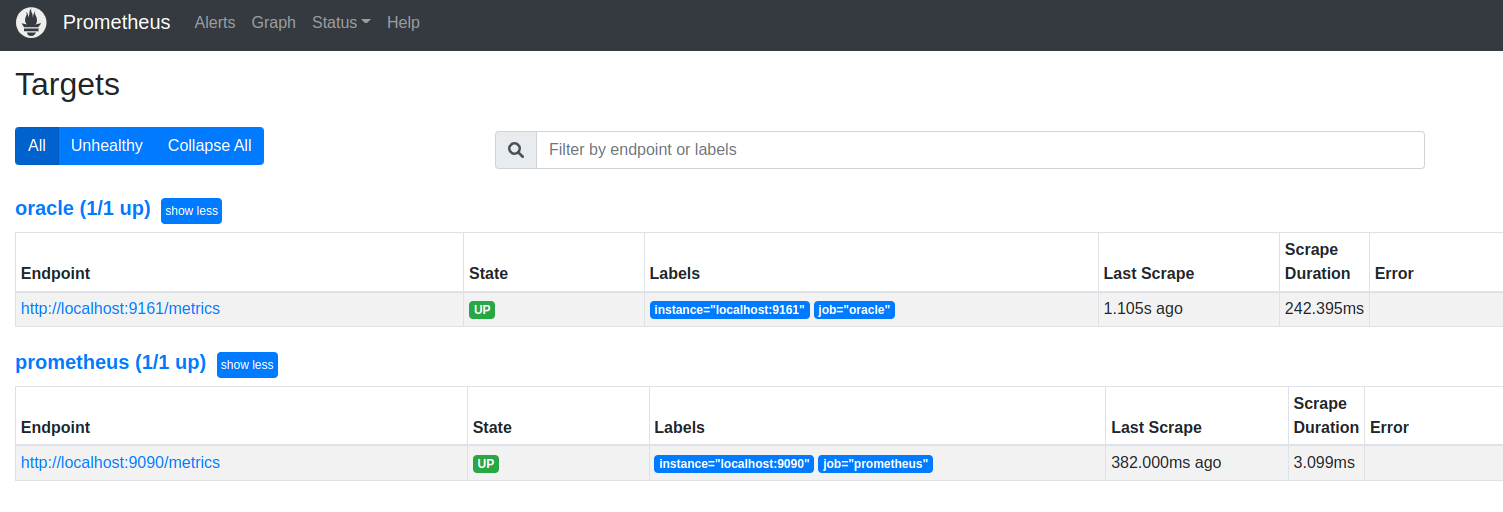 Prometheus Alerts Graph Status Help
Targets
All Unhealthy Collapse All
Filter by endpoint or labels
oracle (1/1 up) show less
Endpoint State Labels Last Scrape Scrape Duration Error
http://localhost:9161/metrics UP instance="localhost:9161" job="oracle" 1.105s ago 242.395ms
prometheus (1/1 up) show less
Endpoint State Labels Last Scrape Scrape Duration Error
http://localhost:9090/metrics UP instance="localhost:9090" job="prometheus" 382.000ms ago 3.099ms